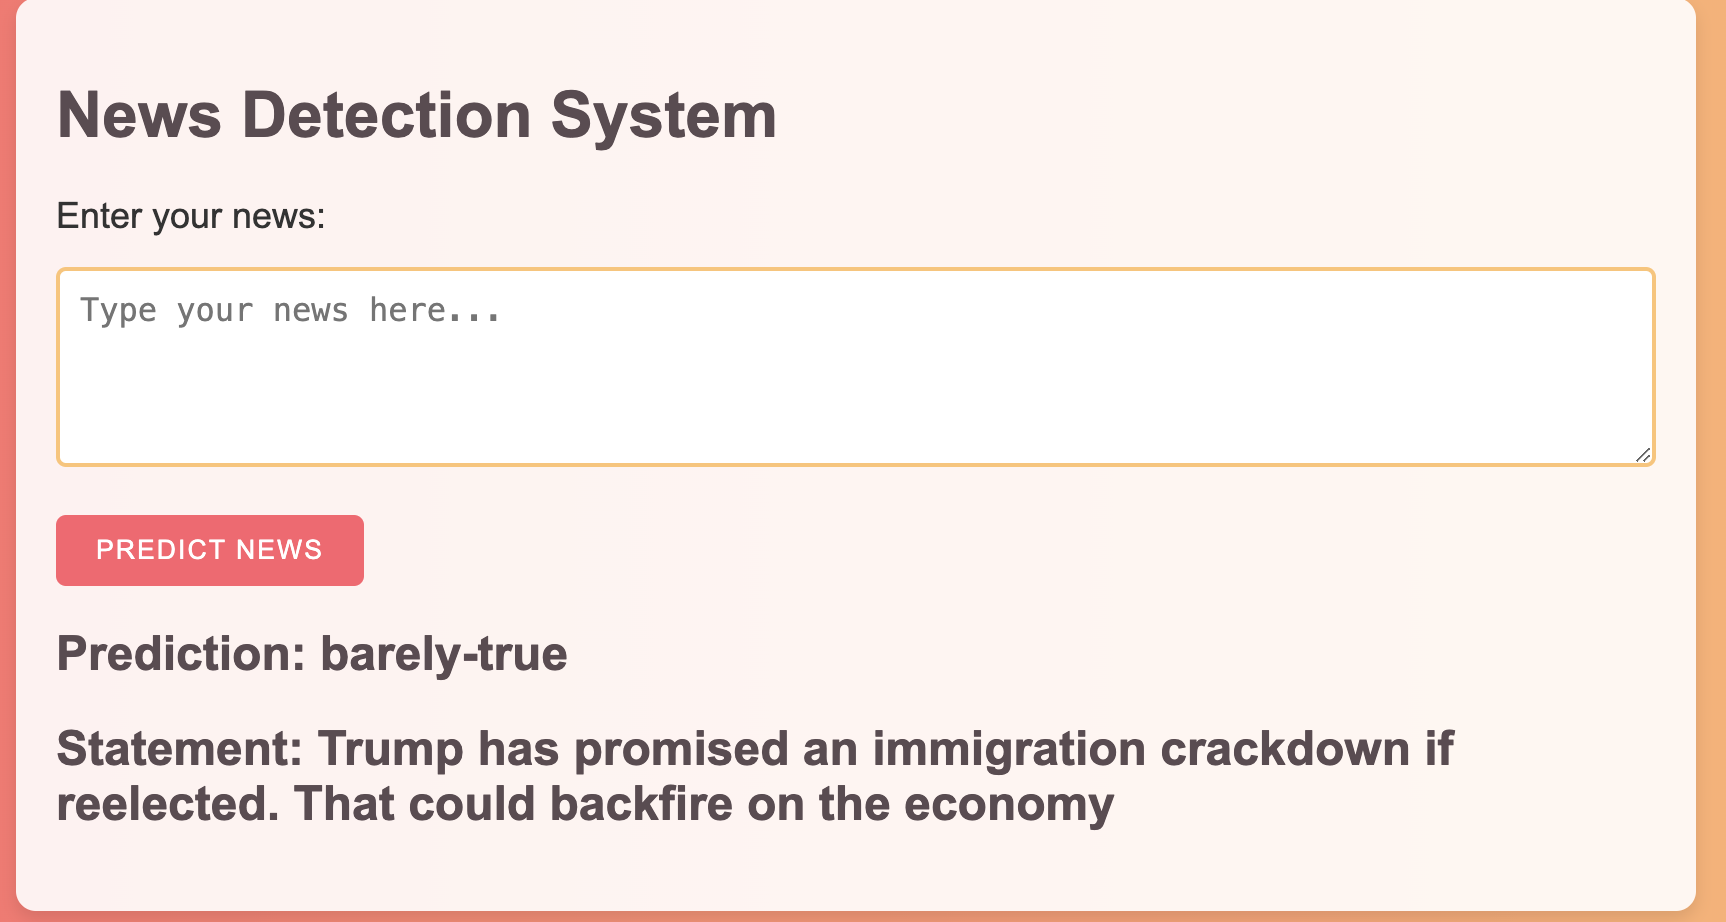 News Detection System
Enter your news:
Type your news here...
PREDICT NEWS
Prediction: barely-true
Statement: Trump has promised an immigration crackdown if
reelected. That could backfire on the economy